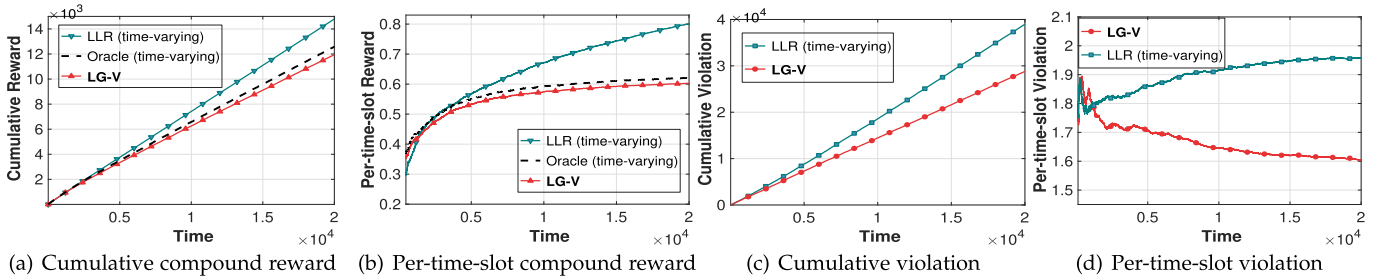 ×10³
14
12
10
8
6
4
2
Cumulative Reward
LLR (time-varying)
Oracle (time-varying)
LG-V
0.5
1
1.5
2
Time
×10⁴
(a) Cumulative compound reward
0.8
0.7
0.6
0.5
0.4
0.3
0.2
Per-time-slot Reward
LLR (time-varying)
Oracle (time-varying)
LG-V
0.5
1
1.5
2
Time
×10⁴
(b) Per-time-slot compound reward
×10⁴
4
3
2
1
0
Cumulative Violation
LLR (time-varying)
LG-V
0.5
1
1.5
2
Time
×10⁴
(c) Cumulative violation
2.1
2
1.9
1.8
1.7
1.6
1.5
Per-time-slot Violation
LG-V
LLR (time-varying)
0.5
1
1.5
2
Time
×10⁴
(d) Per-time-slot violation